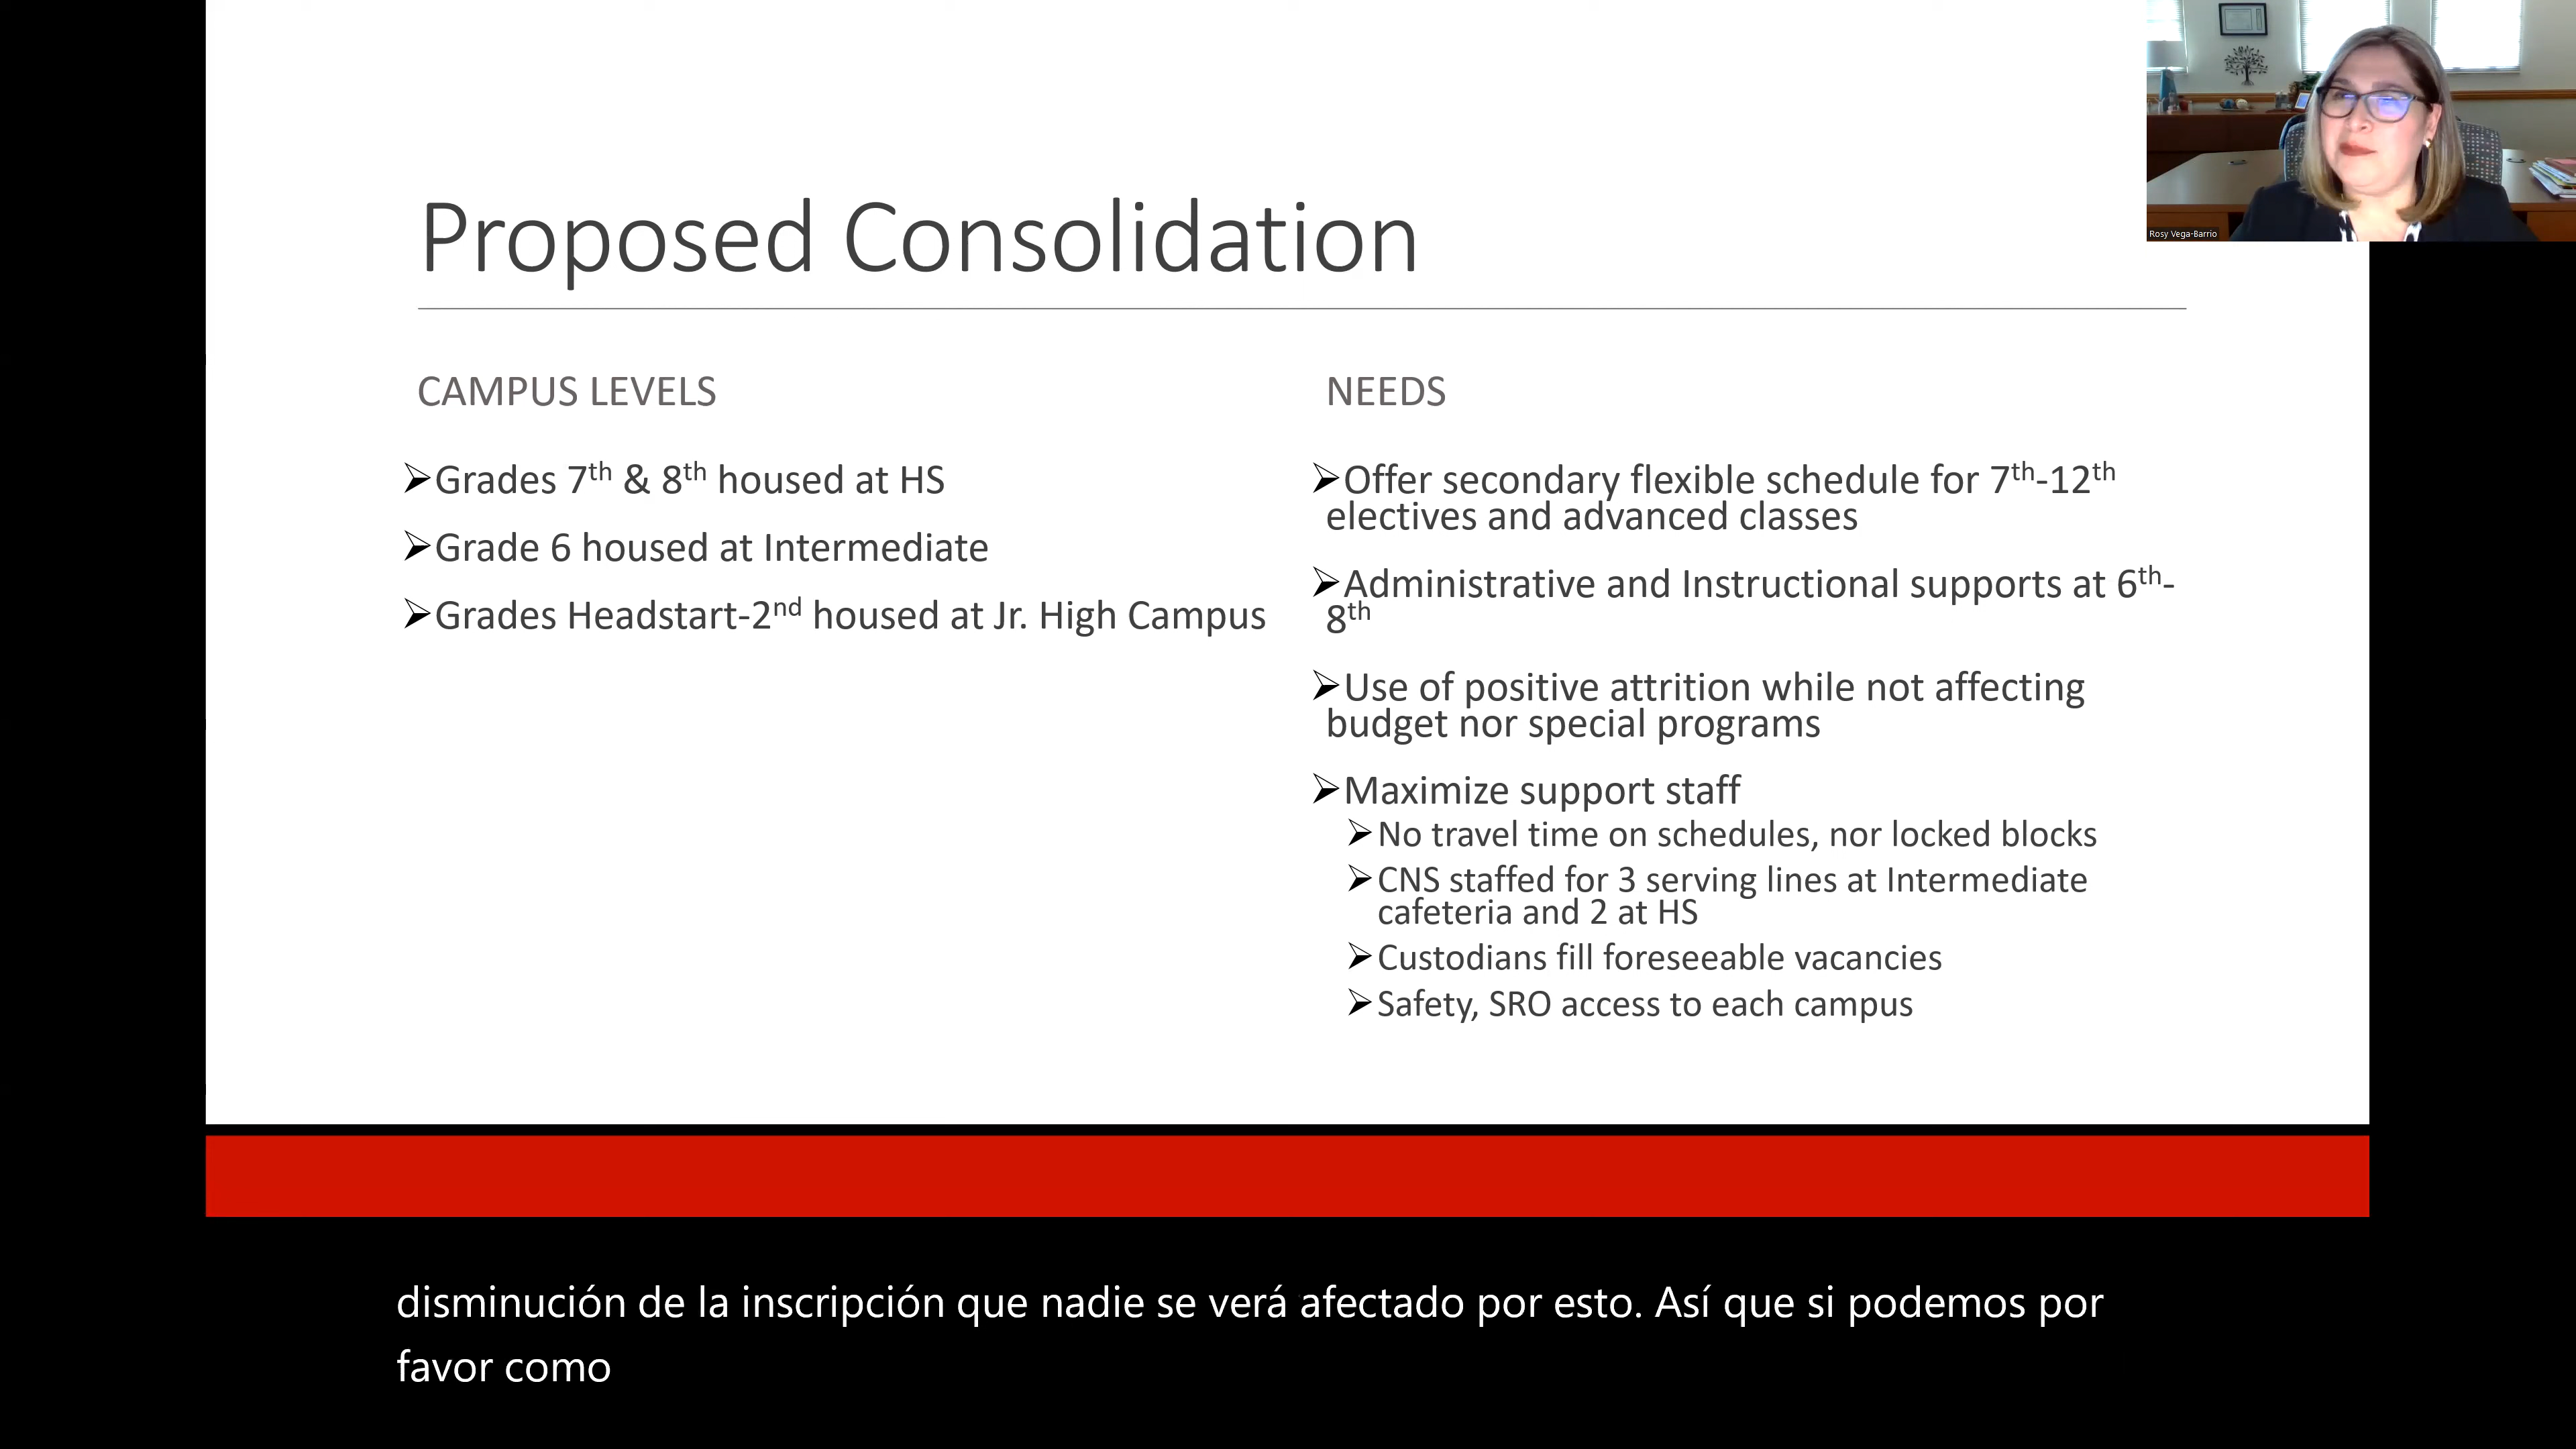 Rosy Vega-Barrio
Proposed Consolidation
CAMPUS LEVELS
➢Grades 7th & 8th housed at HS
➢Grade 6 housed at Intermediate
➢Grades Headstart-2nd housed at Jr. High Campus
NEEDS
➢Offer secondary flexible schedule for 7th-12th
electives and advanced classes
➢Administrative and Instructional supports at 6th-
8th
➢Use of positive attrition while not affecting
budget nor special programs
➢Maximize support staff
➢No travel time on schedules, nor locked blocks
➢CNS staffed for 3 serving lines at Intermediate
cafeteria and 2 at HS
➢Custodians fill foreseeable vacancies
➢Safety, SRO access to each campus
disminución de la inscripción que nadie se verá afectado por esto. Así que si podemos por
favor como